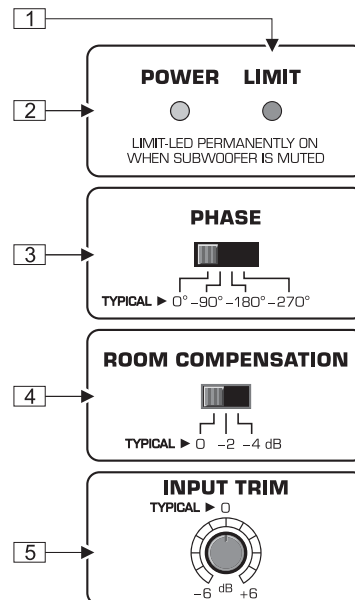 1
POWER LIMIT
2
LIMIT-LED PERMANENTLY ON
WHEN SUBWOOFER IS MUTED
PHASE
3
TYPICAL ► 0° -90° -180° -270°
ROOM COMPENSATION
4
TYPICAL ► 0 -2 -4 dB
INPUT TRIM
TYPICAL ► 0
5
-6 dB +6